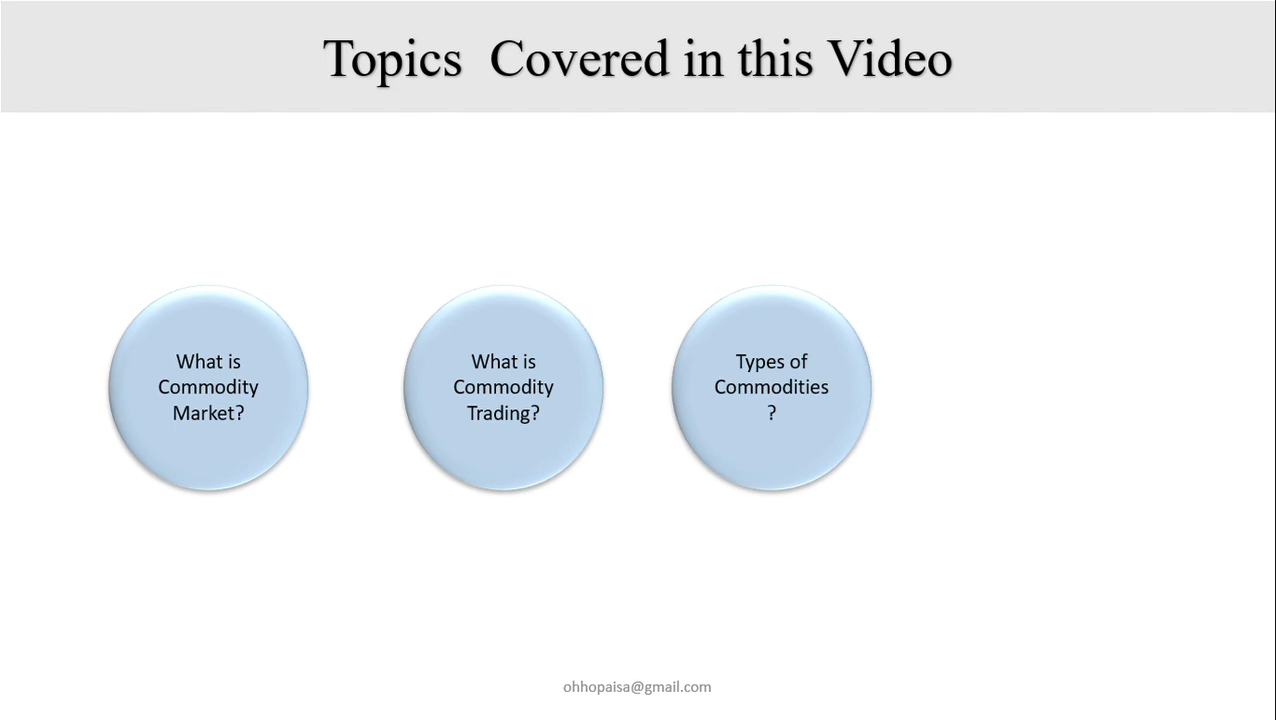 Topics  Covered in this Video
What is
Commodity
Market?
What is
Commodity
Trading?
Types of
Commodities
?
ohhopaisa@gmail.com